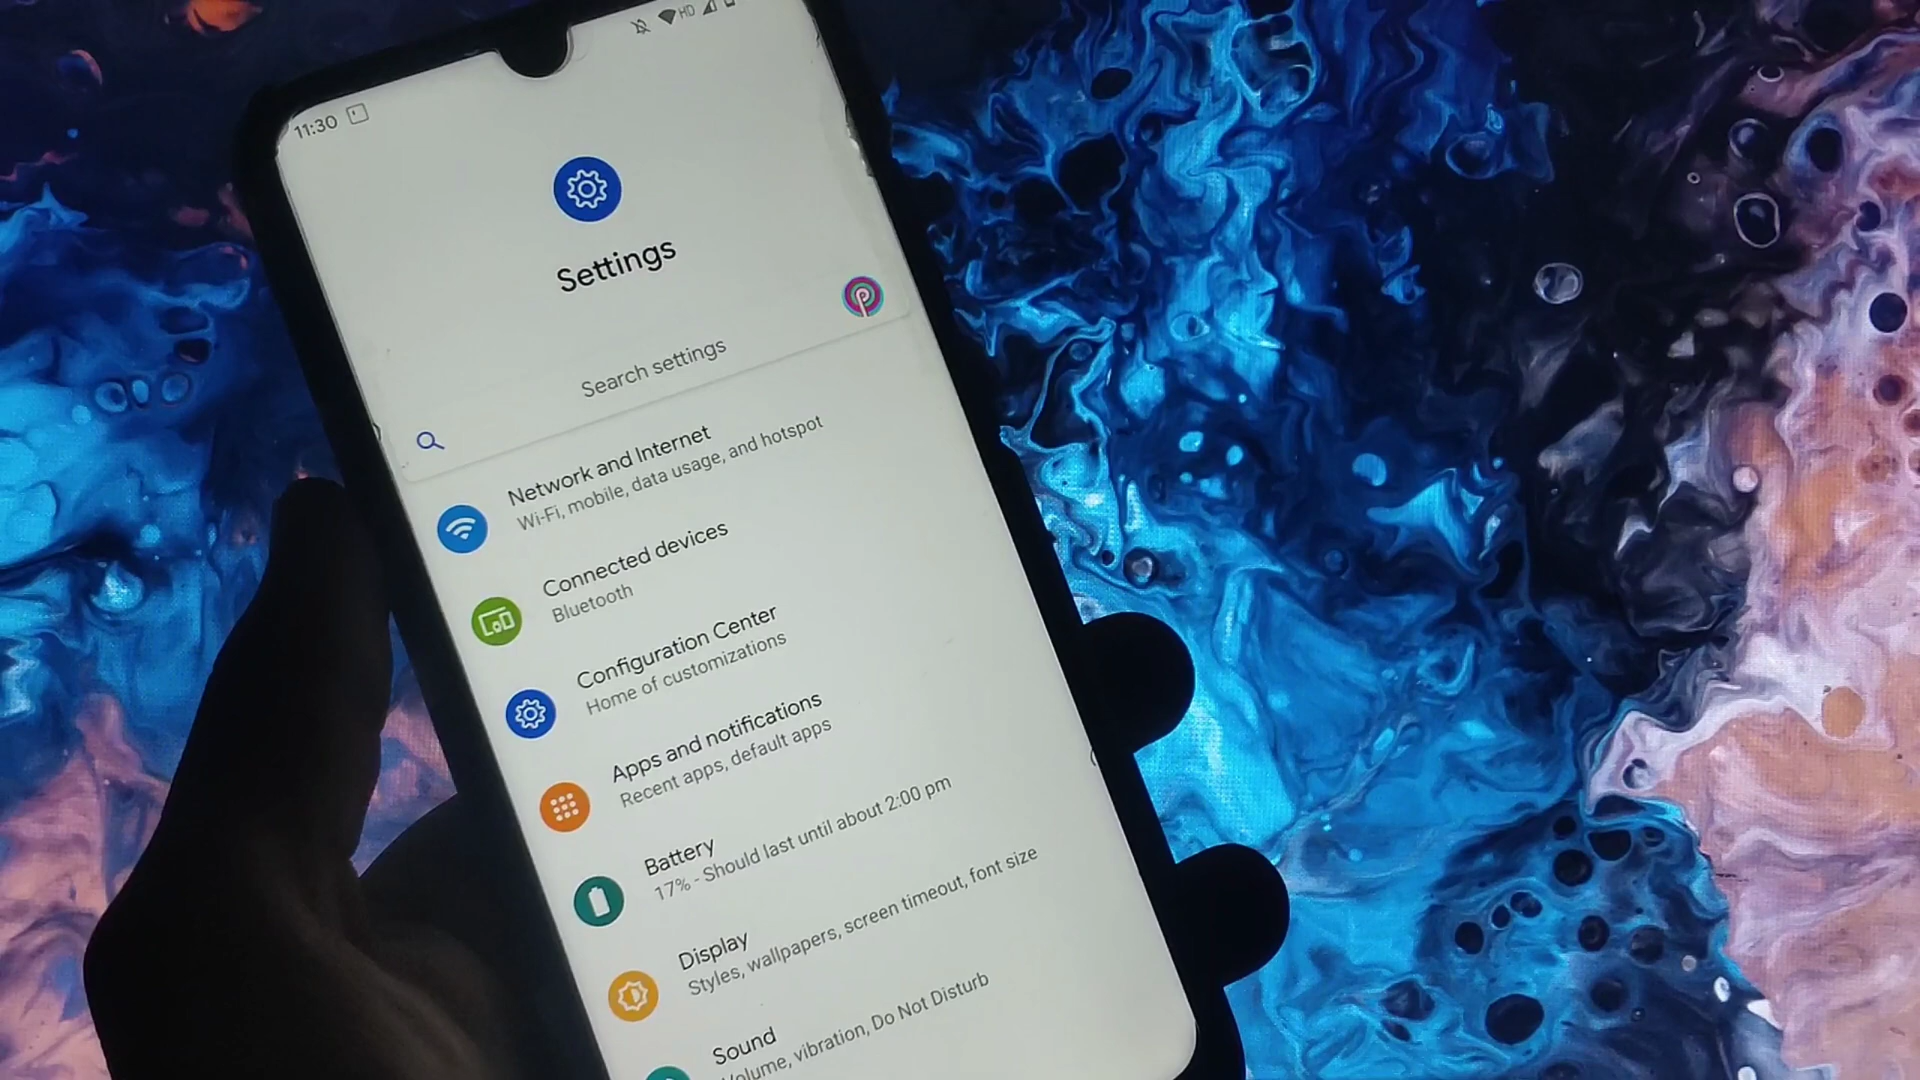 11:30
HD
Settings
Search settings
Network and Internet
Wi-Fi, mobile, data usage, and hotspot
Connected devices
Bluetooth
Configuration Center
Home of customizations
Apps and notifications
Recent apps, default apps
Battery
17% - Should last until about 2:00 pm
Display
Styles, wallpapers, screen timeout, font size
Sound
Volume, vibration, Do Not Disturb